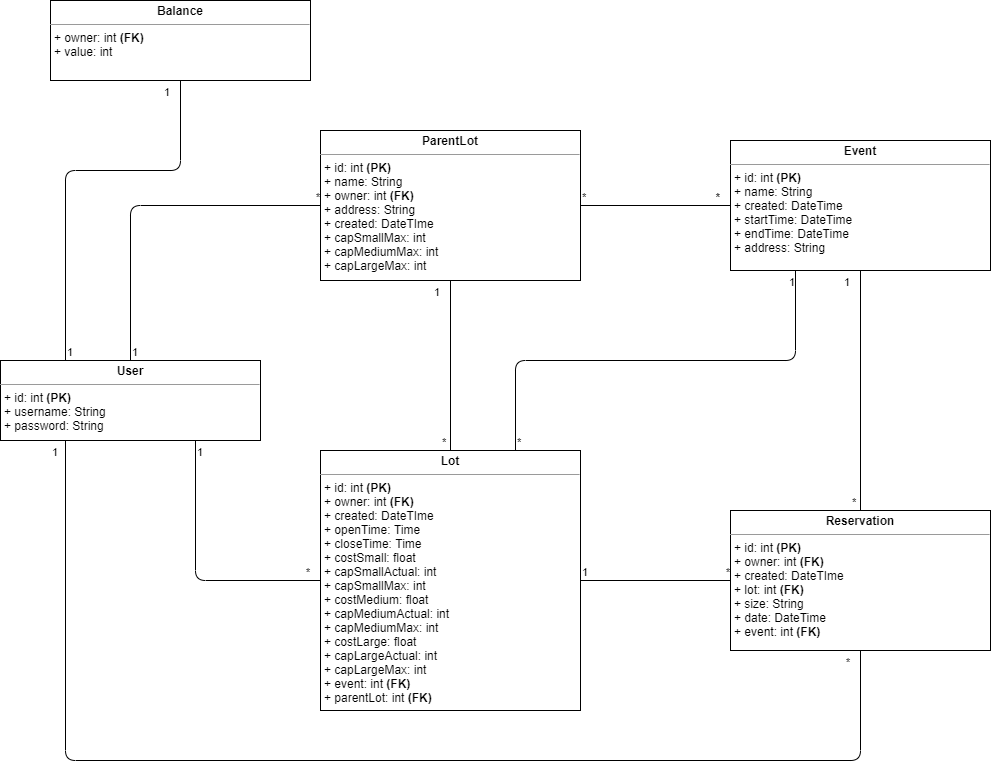 Balance
+ owner: int (FK)
+ value: int
1
ParentLot
+ id: int (PK)
+ name: String
+ owner: int (FK)
+ address: String
+ created: DateTIme
+ capSmallMax: int
+ capMediumMax: int
+ capLargeMax: int
*
*
*
1
Event
+ id: int (PK)
+ name: String
+ created: DateTime
+ startTime: DateTime
+ endTime: DateTime
+ address: String
1
1
1
1
User
+ id: int (PK)
+ username: String
+ password: String
1
1
*
*
*
Lot
+ id: int (PK)
+ owner: int (FK)
+ created: DateTIme
+ openTime: Time
+ closeTime: Time
+ costSmall: float
+ capSmallActual: int
+ capSmallMax: int
+ costMedium: float
+ capMediumActual: int
+ capMediumMax: int
+ costLarge: float
+ capLargeActual: int
+ capLargeMax: int
+ event: int (FK)
+ parentLot: int (FK)
1
*
*
Reservation
+ id: int (PK)
+ owner: int (FK)
+ created: DateTIme
+ lot: int (FK)
+ size: String
+ date: DateTime
+ event: int (FK)
*